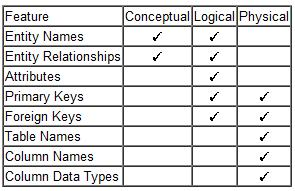 Feature Conceptual Logical Physical
Entity Names ✓ ✓
Entity Relationships ✓ ✓
Attributes ✓
Primary Keys ✓ ✓
Foreign Keys ✓ ✓
Table Names ✓
Column Names ✓
Column Data Types ✓